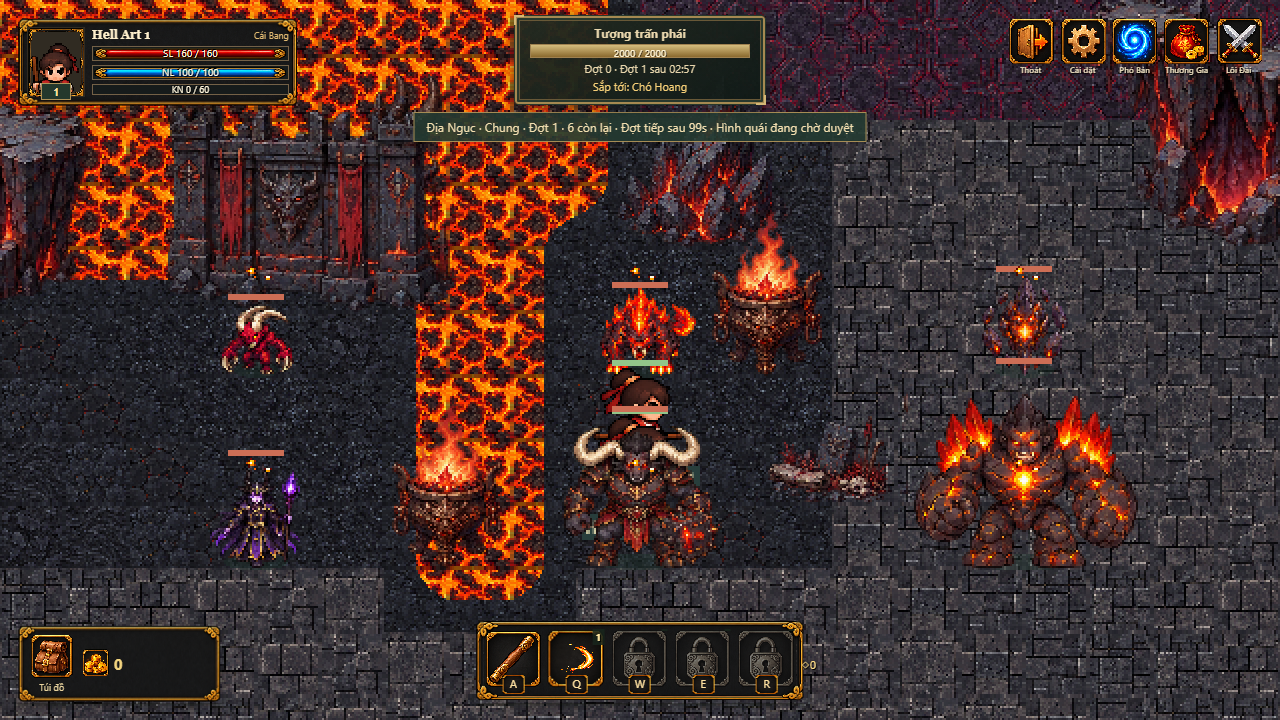 Hell Art 1
Cái Bang
SL 160 / 160
NL 100 / 100
KN 0 / 60
1
Tượng trấn phái
2000 / 2000
Đợt 0 · Đợt 1 sau 02:57
Sắp tới: Chó Hoang
Thoát
Cài đặt
Phó Bản
Thương Gia
Lôi Đài
Địa Ngục · Chung · Đợt 1 · 6 còn lại · Đợt tiếp sau 99s · Hình quái đang chờ duyệt
0
Túi đồ
1
A
Q
W
E
R
0